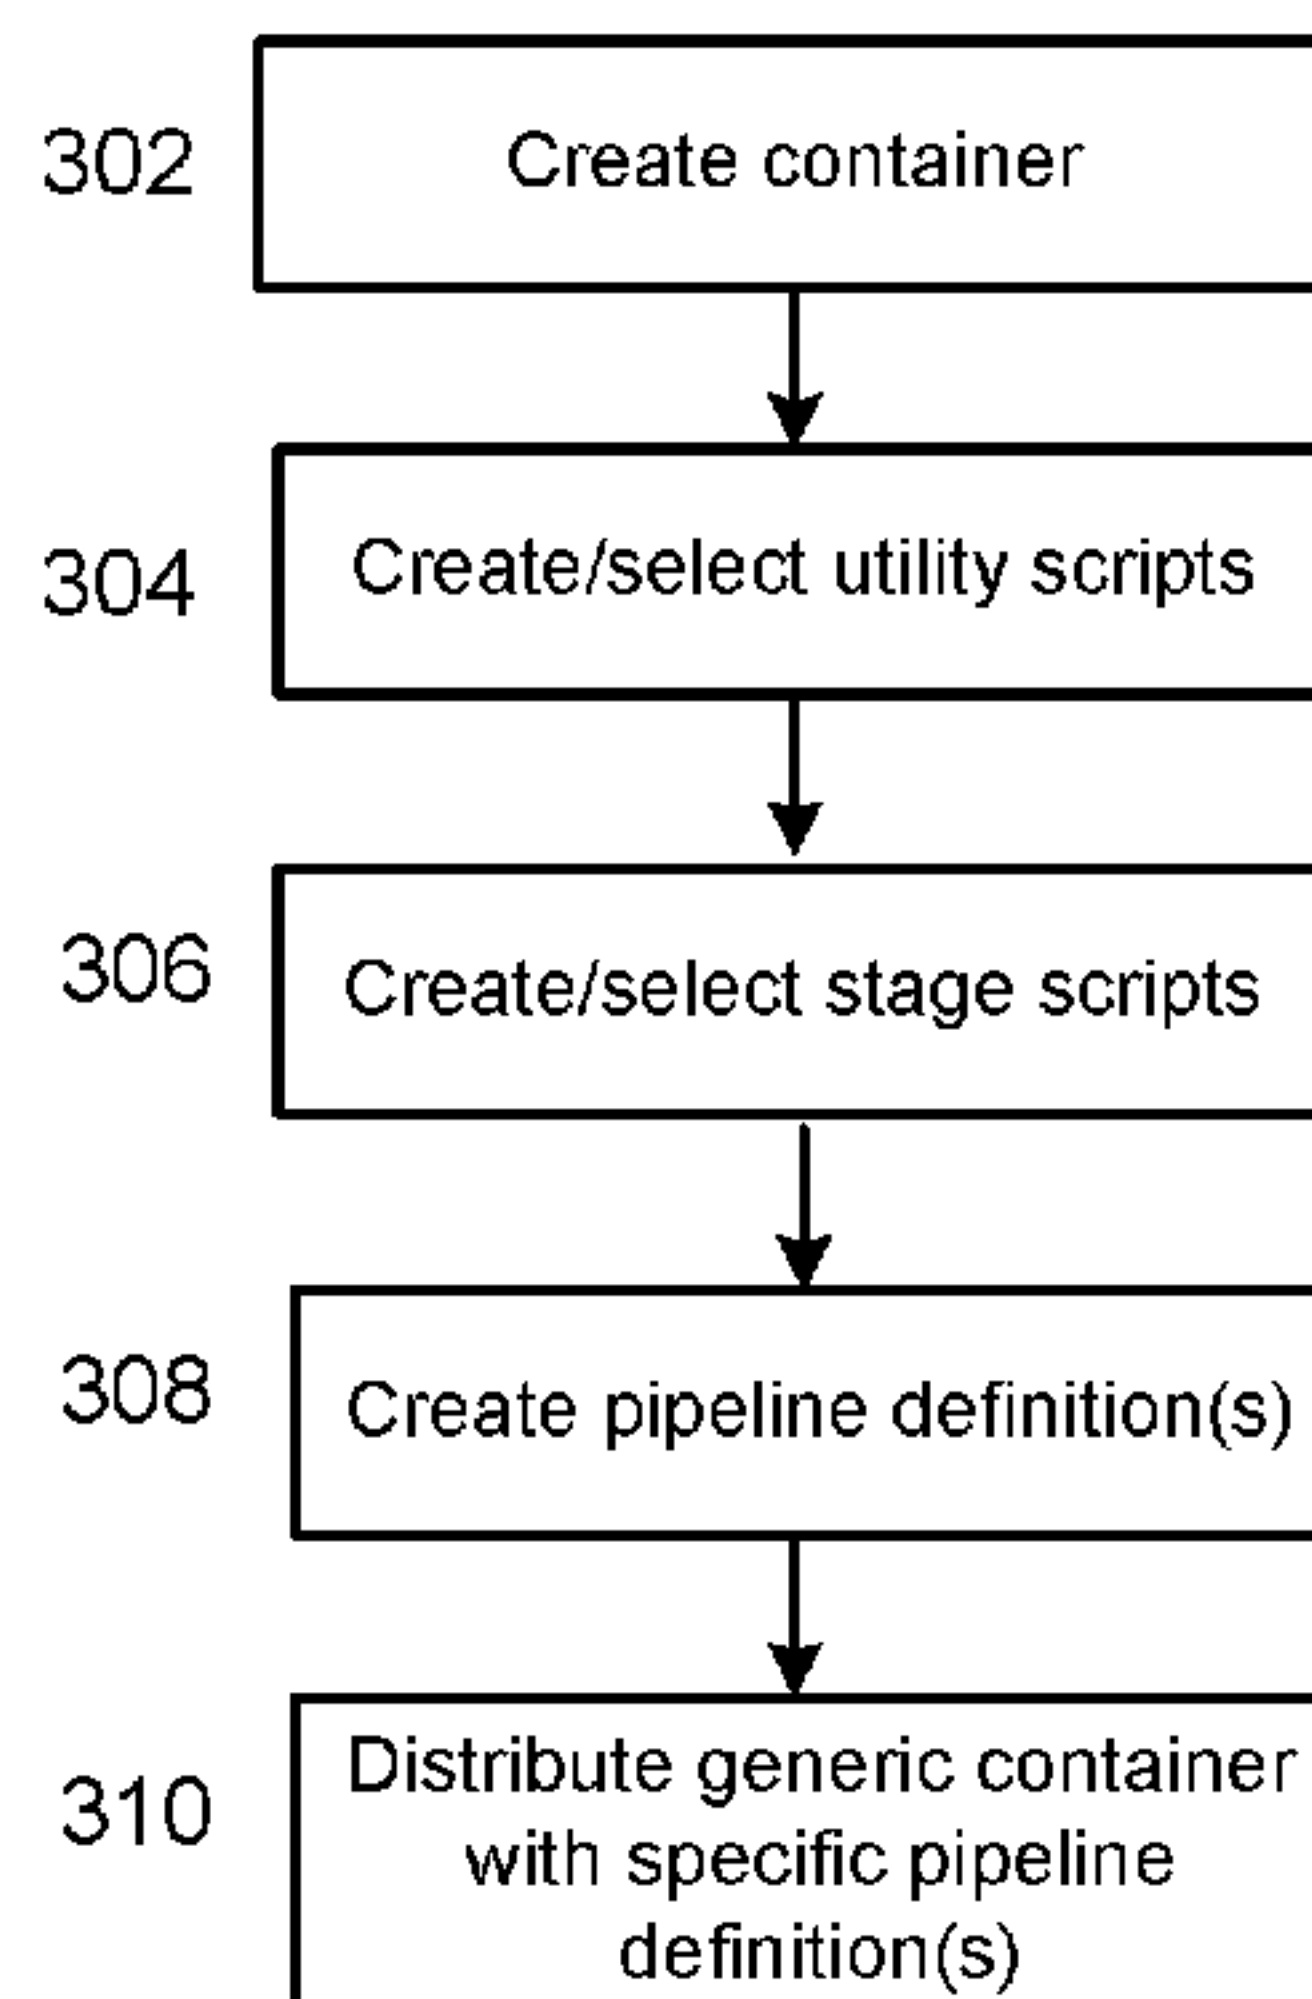 302
Create container
304
Create/select utility scripts
306
Create/select stage scripts
308
Create pipeline definition(s)
310
Distribute generic container
with specific pipeline
definition(s)